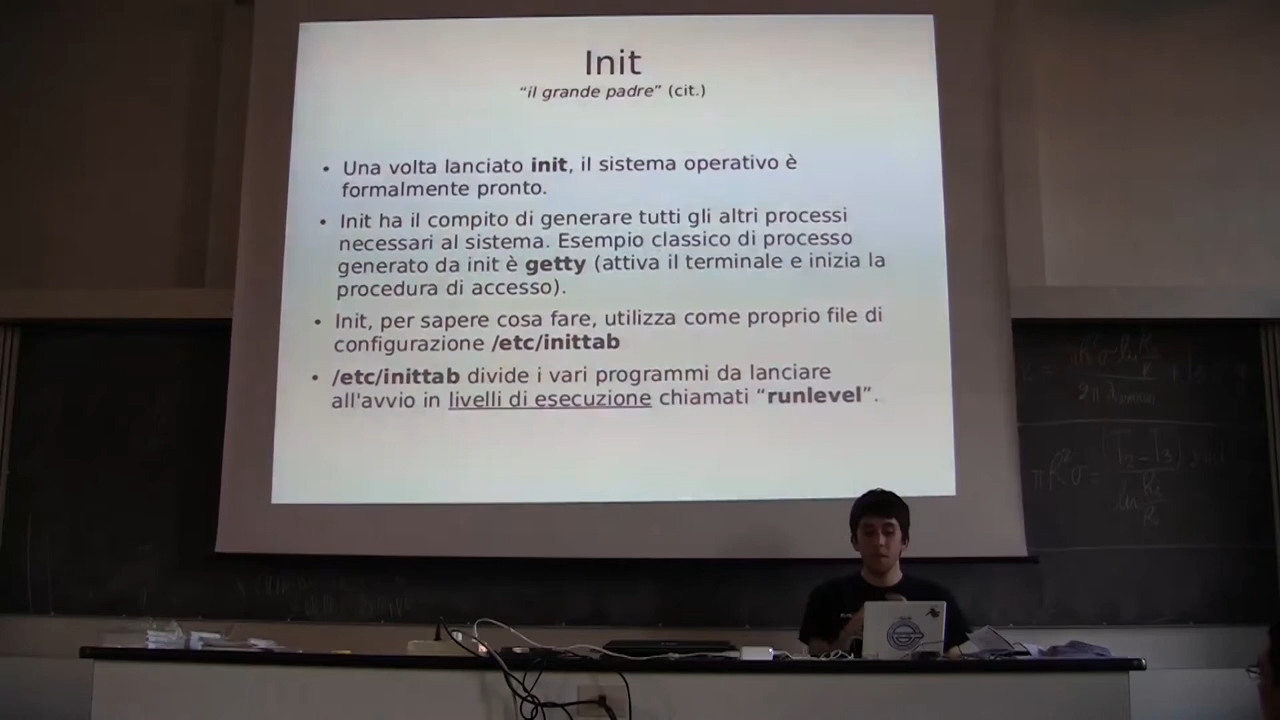 Init
“il grande padre” (cit.)
• Una volta lanciato init, il sistema operativo è
formalmente pronto.
• Init ha il compito di generare tutti gli altri processi
necessari al sistema. Esempio classico di processo
generato da init è getty (attiva il terminale e inizia la
procedura di accesso).
• Init, per sapere cosa fare, utilizza come proprio file di
configurazione /etc/inittab
• /etc/inittab divide i vari programmi da lanciare
all'avvio in livelli di esecuzione chiamati “runlevel”.